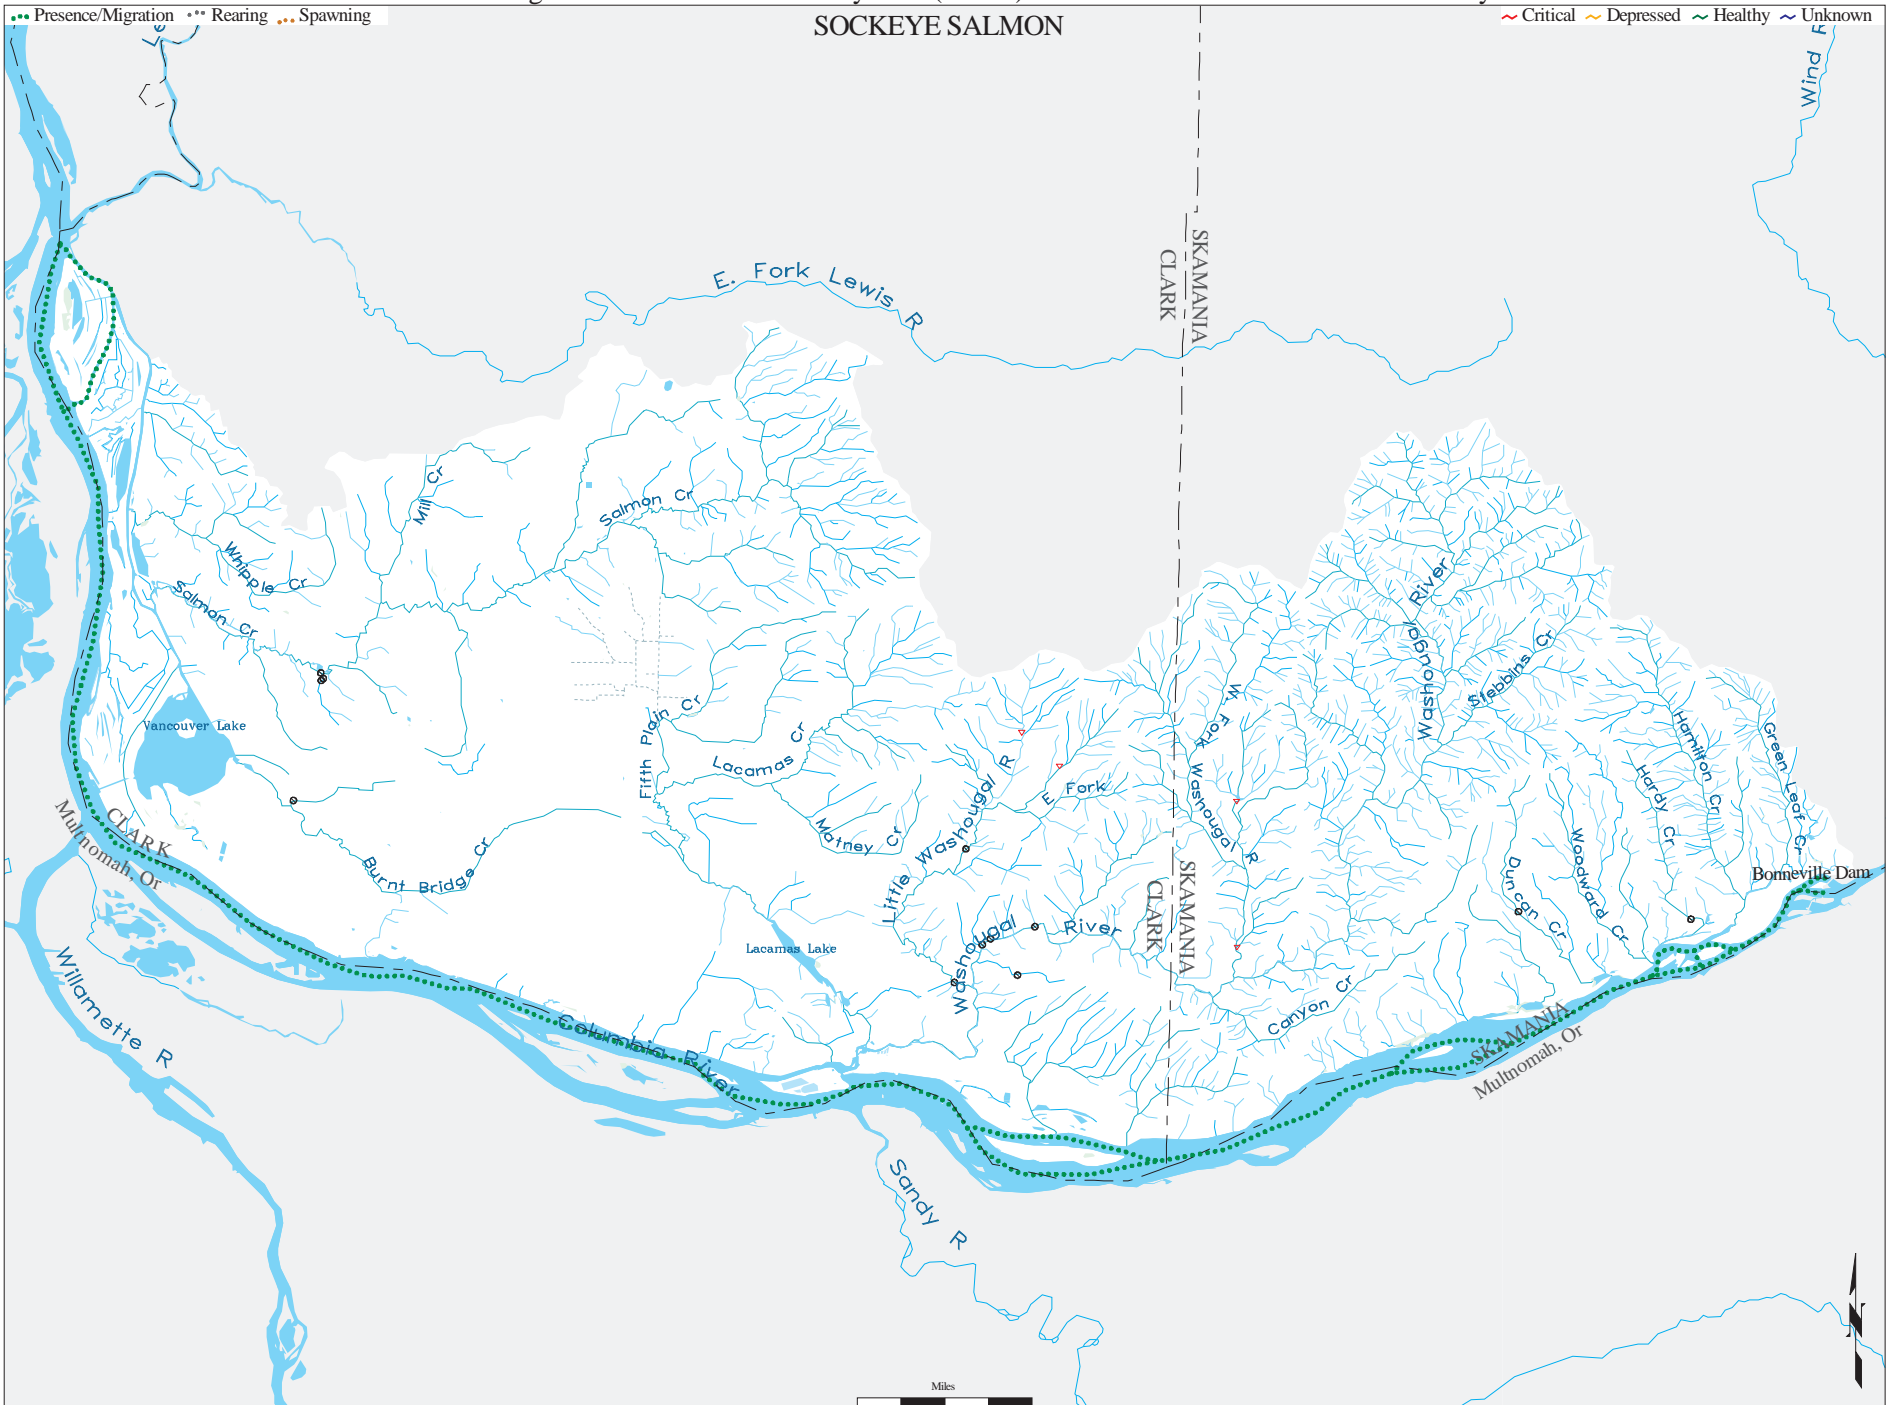 Presence/Migration Rearing Spawning
SOCKEYE SALMON
Critical Depressed Healthy Unknown
Wind R
SKAMANIA
CLARK
E. Fork Lewis R
Mill Cr
Salmon Cr
Whipple Cr
Salmon Cr
Washougal River
Stebbins Cr
W. Fork Washougal R
Vancouver Lake
Fifth Plain Cr
Lacamas Cr
Hamilton Cr
Green Leaf Cr
Hardy Cr
Little Washougal R
E Fork
Matney Cr
CLARK
Multnomah, Or
Burnt Bridge Cr
Duncan Cr
Woodward Cr
Bonneville Dam
SKAMANIA
CLARK
Washougal River
Lacamas Lake
Willamette R
Canyon Cr
Columbia River
SKAMANIA
Multnomah, Or
Sandy R
N
Miles